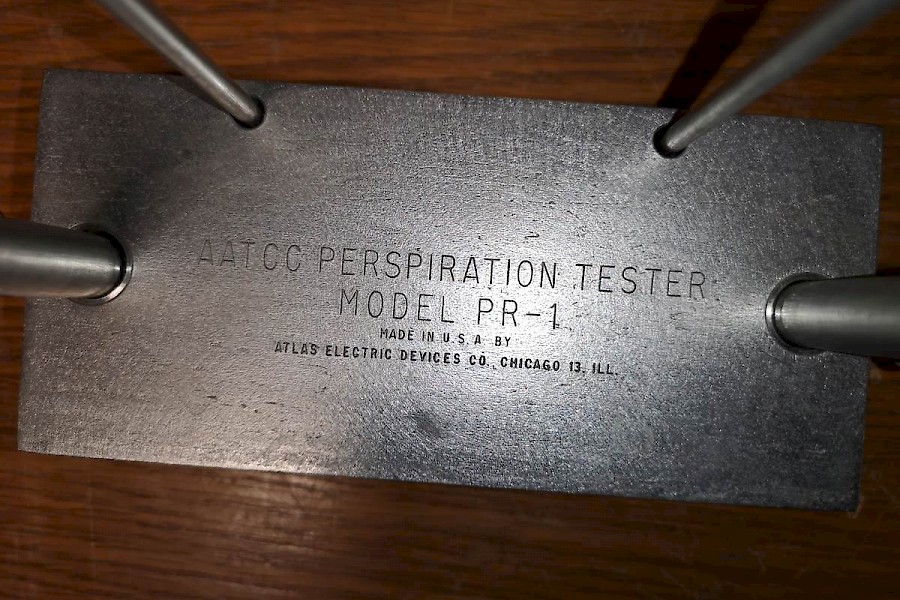 AATCC PERSPIRATION TESTER
MODEL PR-1
MADE IN U.S.A BY
ATLAS ELECTRIC DEVICES CO., CHICAGO 13, ILL.